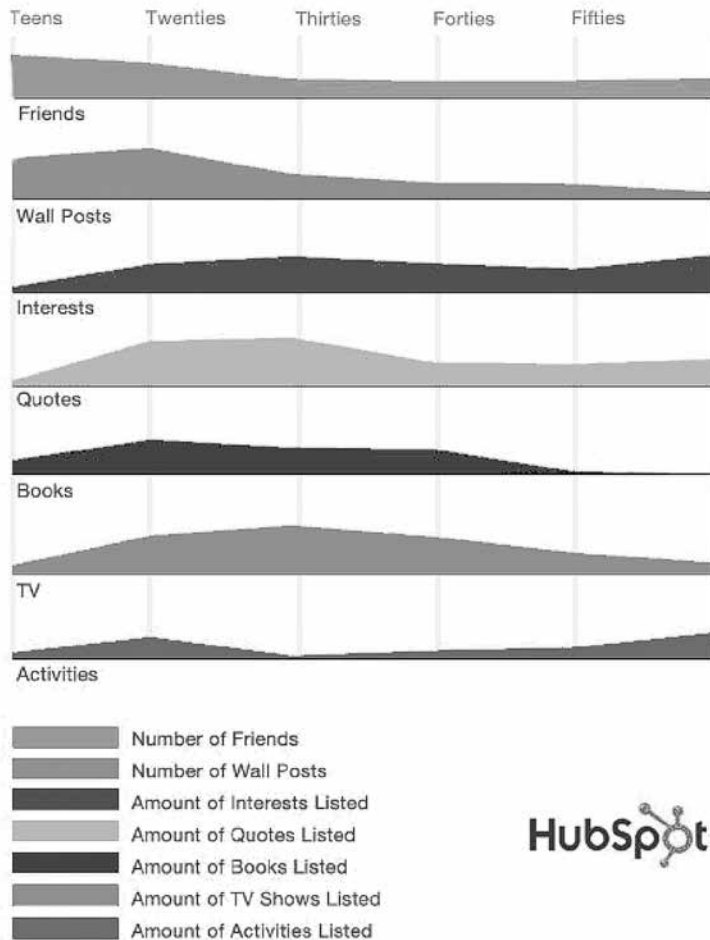 Teens Twenties Thirties Forties Fifties
Friends
Wall Posts
Interests
Quotes
Books
TV
Activities
Number of Friends
Number of Wall Posts
Amount of Interests Listed
Amount of Quotes Listed
Amount of Books Listed
Amount of TV Shows Listed
Amount of Activities Listed
HubSpot